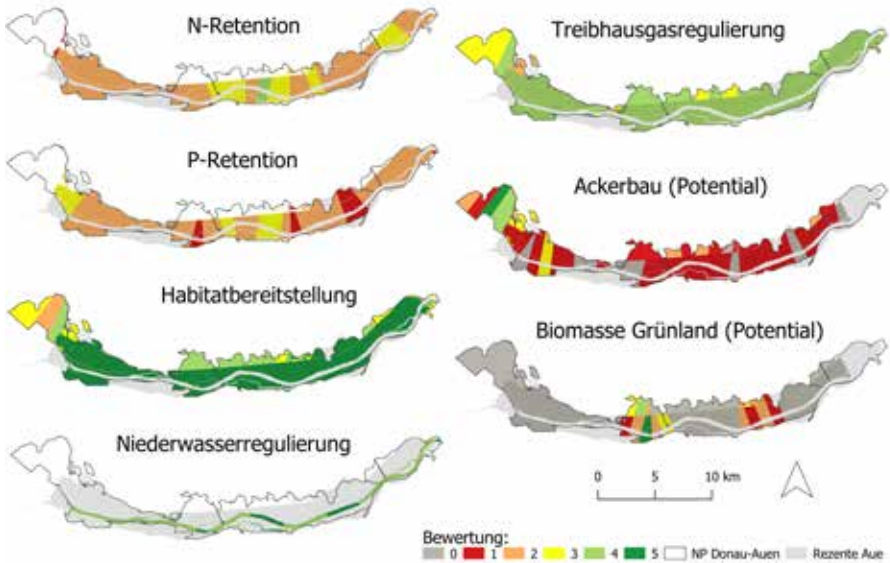 N-Retention
Treibhausgasregulierung
P-Retention
Ackerbau (Potential)
Habitatbereitstellung
Biomasse Grünland (Potential)
Niederwasserregulierung
0 5 10 km
Bewertung:
0 1 2 3 4 5 NP Donau-Auen Rezente Aue